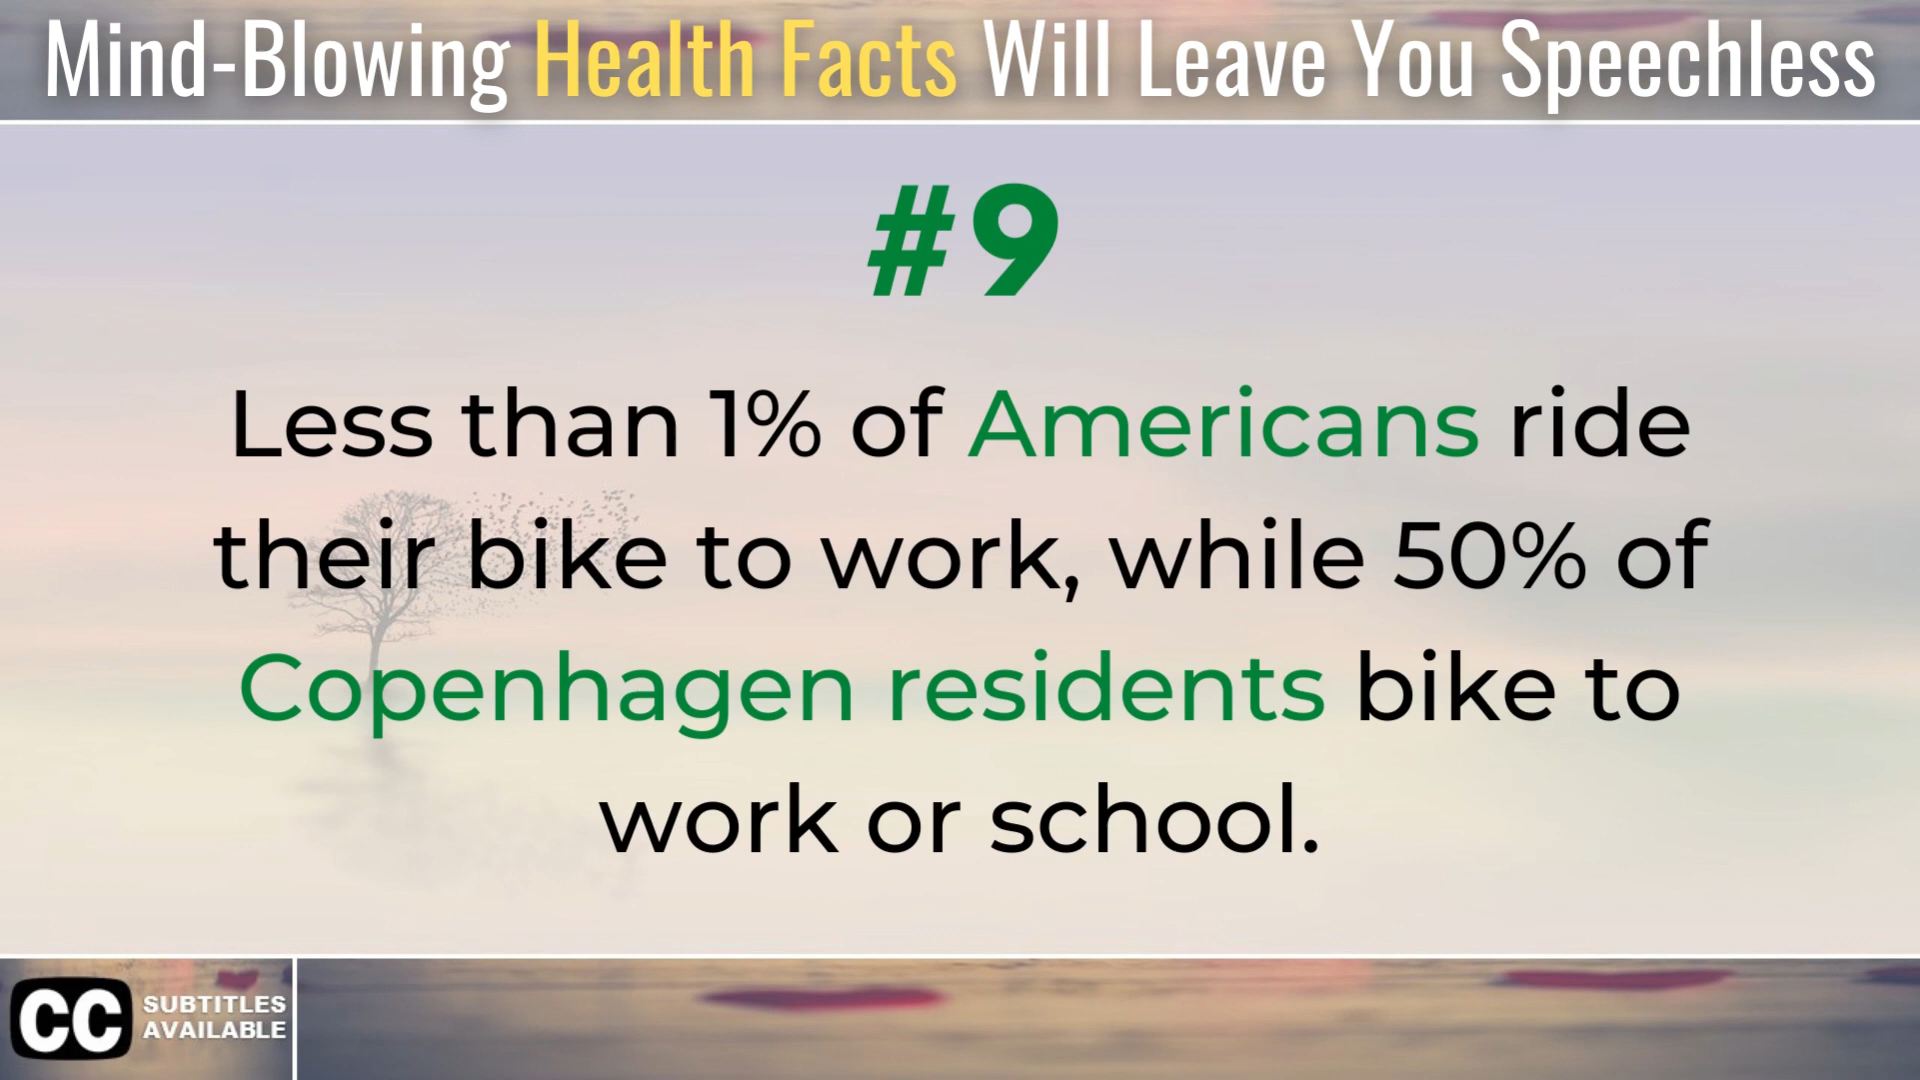 Mind-Blowing Health Facts Will Leave You Speechless
#9
Less than 1% of Americans ride
their bike to work, while 50% of
Copenhagen residents bike to
work or school.
CC
SUBTITLES
AVAILABLE